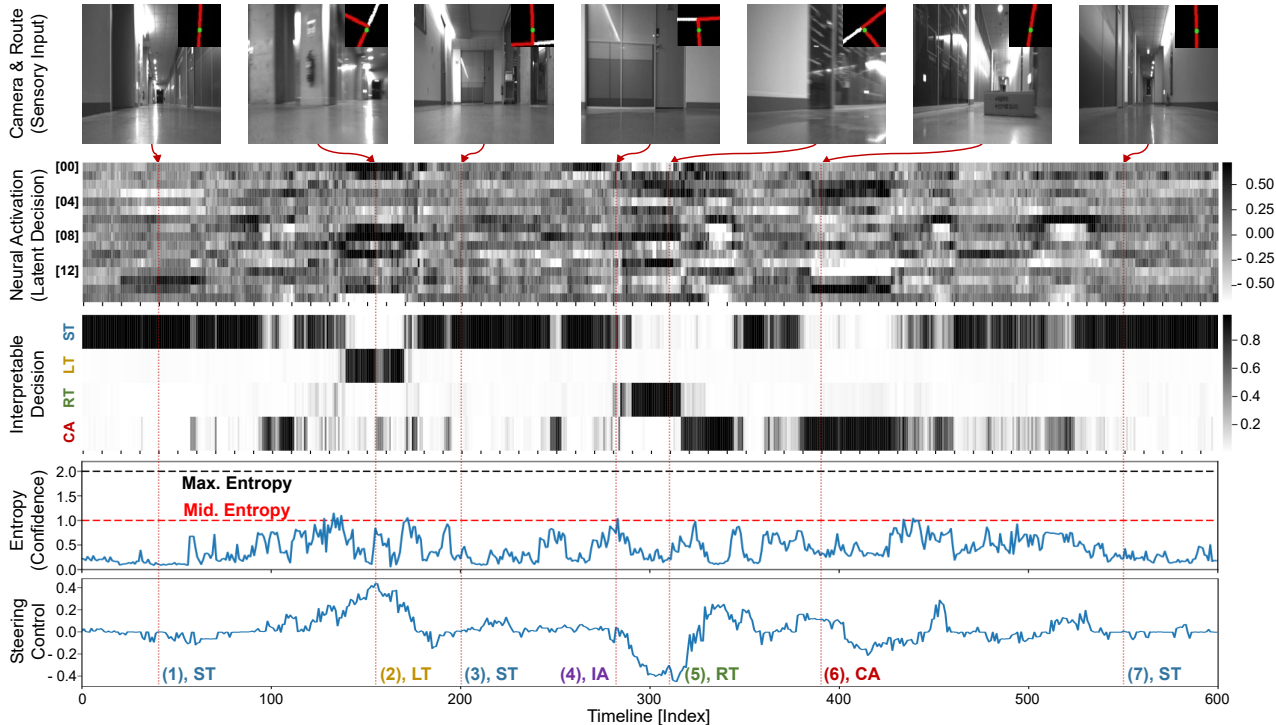 Camera & Route
(Sensory Input)
Neural Activation
(Latent Decision)
[00]
[04]
[08]
[12]
0.50
0.25
0.00
- 0.25
- 0.50
Interpretable
Decision
ST
LT
RT
CA
0.8
0.6
0.4
0.2
Entropy
(Confidence)
2.0
1.5
1.0
0.5
0.0
Max. Entropy
Mid. Entropy
Steering
Control
0.4
0.2
0.0
- 0.2
- 0.4
(1), ST
(2), LT
(3), ST
(4), IA
(5), RT
(6), CA
(7), ST
0
100
200
300
400
500
600
Timeline [Index]